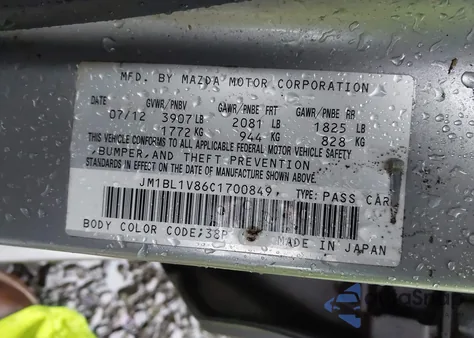 MFD. BY MAZDA MOTOR CORPORATION
DATE GVWR/PNBV GAWR/PNBE FRT GAWR/PNBE RR
07/12 3907 LB 2081 LB 1825 LB
1772 KG 944 KG 828 KG
THIS VEHICLE CONFORMS TO ALL APPLICABLE FEDERAL MOTOR VEHICLE SAFETY,
BUMPER, AND THEFT PREVENTION
STANDARDS IN EFFECT ON THE DATE OF MANUFACTURE SHOWN ABOVE.
JM1BL1V86C1700849, TYPE: PASS CAR
BODY COLOR CODE:38P MADE IN JAPAN